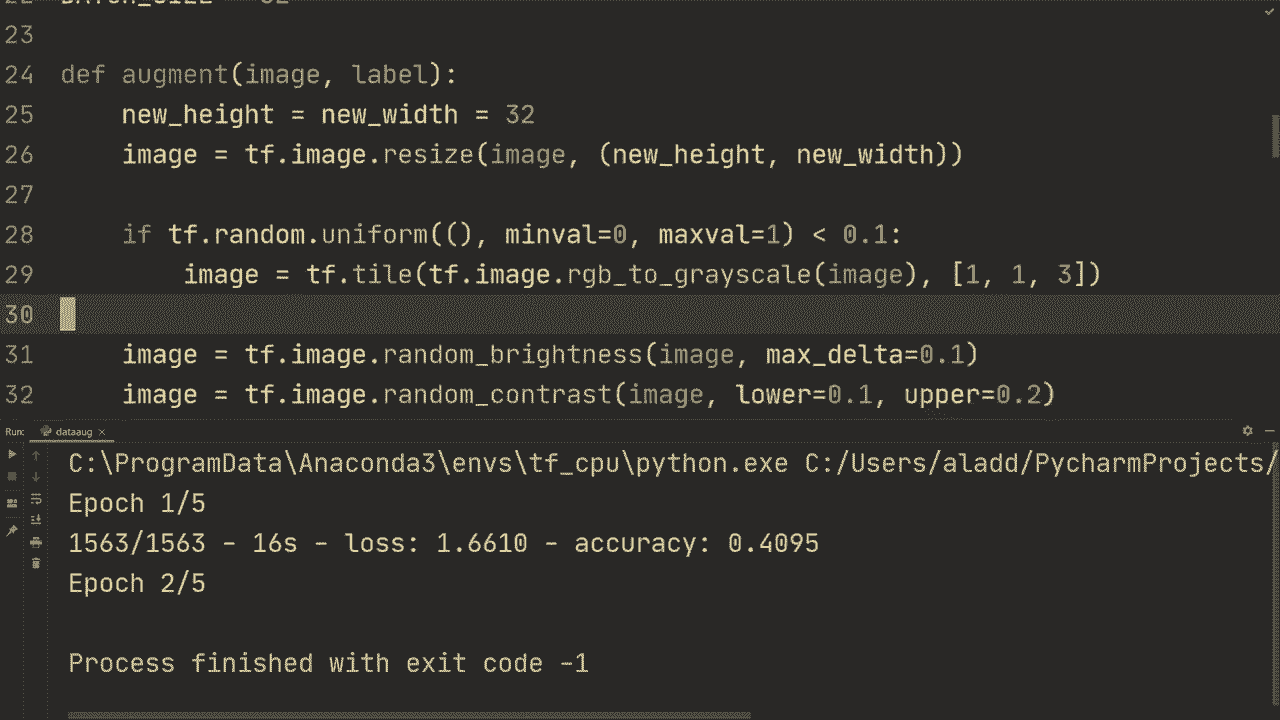 23
24 def augment(image, label):
25 new_height = new_width = 32
26 image = tf.image.resize(image, (new_height, new_width))
27
28 if tf.random.uniform((), minval=0, maxval=1) < 0.1:
29 image = tf.tile(tf.image.rgb_to_grayscale(image), [1, 1, 3])
30
31 image = tf.image.random_brightness(image, max_delta=0.1)
32 image = tf.image.random_contrast(image, lower=0.1, upper=0.2)
Run: dataaug ×
C:\ProgramData\Anaconda3\envs\tf_cpu\python.exe C:/Users/aladd/PycharmProjects/
Epoch 1/5
1563/1563 - 16s - loss: 1.6610 - accuracy: 0.4095
Epoch 2/5
Process finished with exit code -1